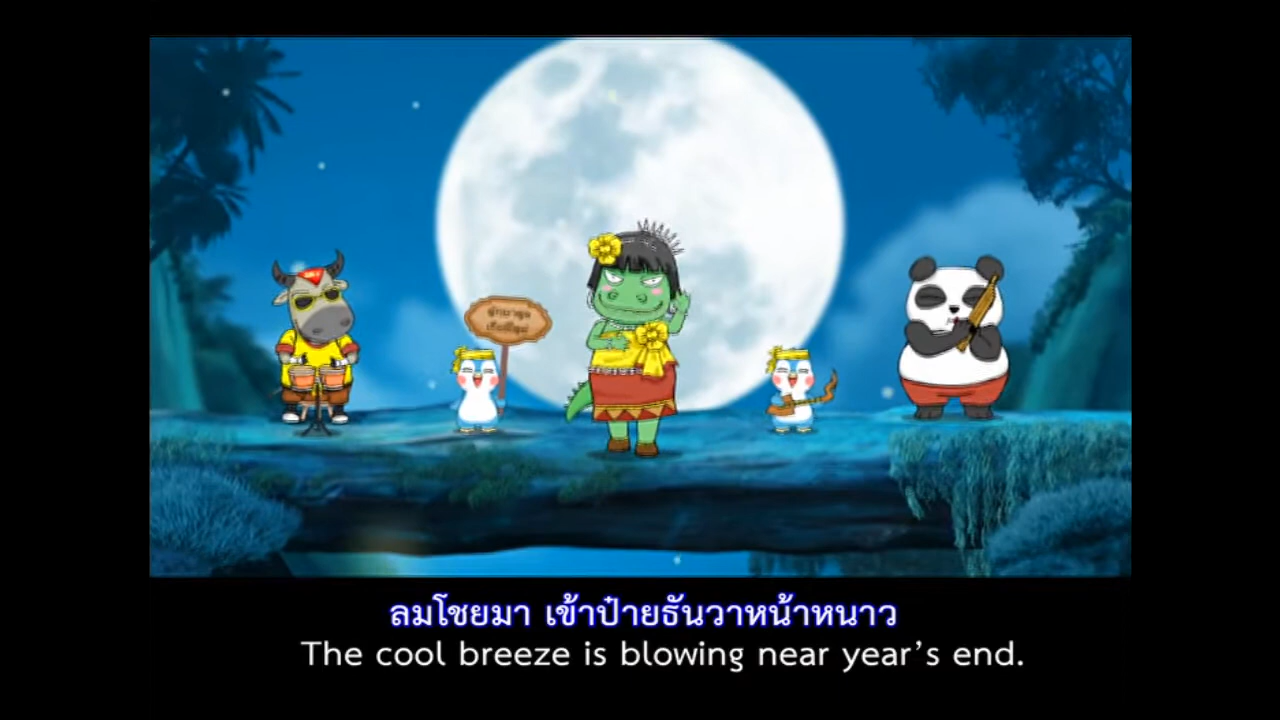 ลมโชยมา เข้าป๋ายธันวาหน้าหนาว
The cool breeze is blowing near year's end.